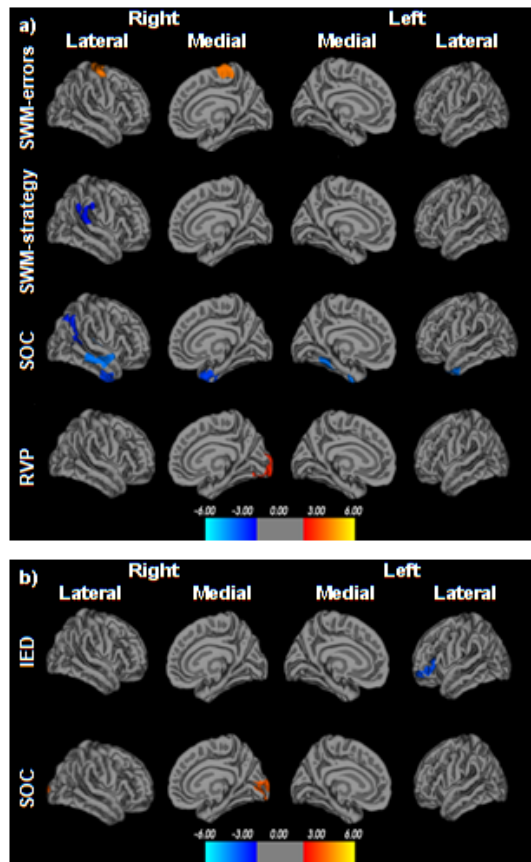 a) Right Left
Lateral Medial Medial Lateral
SWM-errors
SWM-strategy
SOC
RVP
-6.00 -3.00 0.00 3.00 6.00
b) Right Left
Lateral Medial Medial Lateral
IED
SOC
-6.00 -3.00 0.00 3.00 6.00